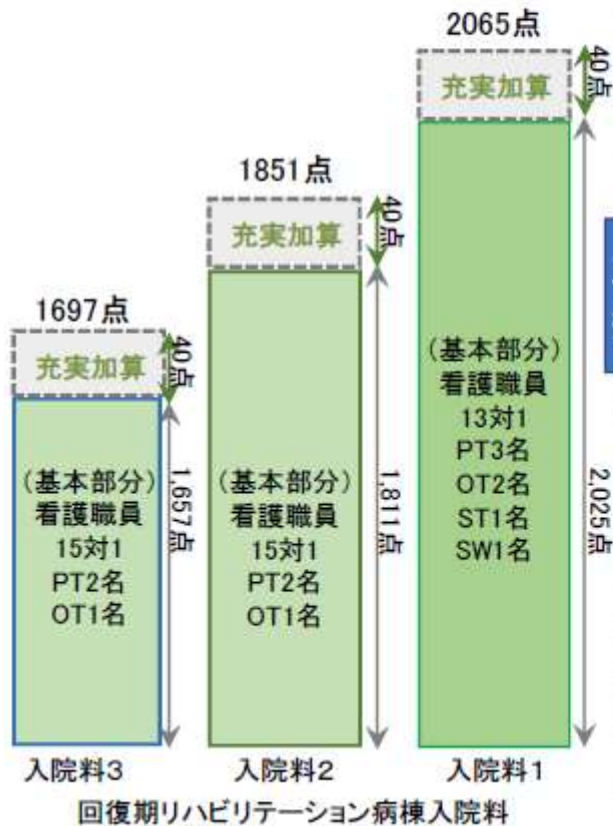 1697点
充実加算
40点
(基本部分)
看護職員
15対1
PT2名
OT1名
1,657点
入院料3
1851点
充実加算
40点
(基本部分)
看護職員
15対1
PT2名
OT1名
1,811点
入院料2
2065点
充実加算
40点
(基本部分)
看護職員
13対1
PT3名
OT2名
ST1名
SW1名
2,025点
入院料1
回復期リハビリテーション病棟入院料